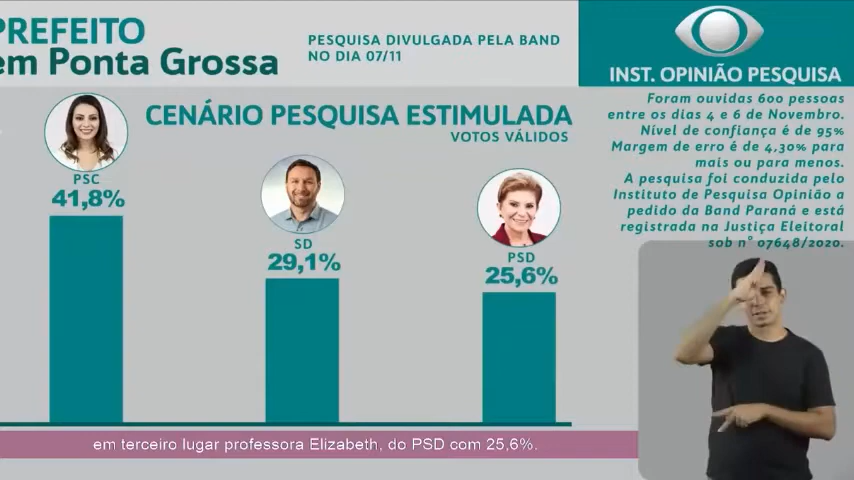 PREFEITO
em Ponta Grossa
PESQUISA DIVULGADA PELA BAND
NO DIA 07/11
INST. OPINIÃO PESQUISA
CENÁRIO PESQUISA ESTIMULADA
VOTOS VÁLIDOS
PSC
41,8%
SD
29,1%
PSD
25,6%
Foram ouvidas 600 pessoas
entre os dias 4 e 6 de Novembro.
Nível de confiança é de 95%
Margem de erro é de 4,30% para
mais ou para menos.
A pesquisa foi conduzida pelo
Instituto de Pesquisa Opinião a
pedido da Band Paraná e está
registrada na Justiça Eleitoral
sob n° 07648/2020.
em terceiro lugar professora Elizabeth, do PSD com 25,6%.